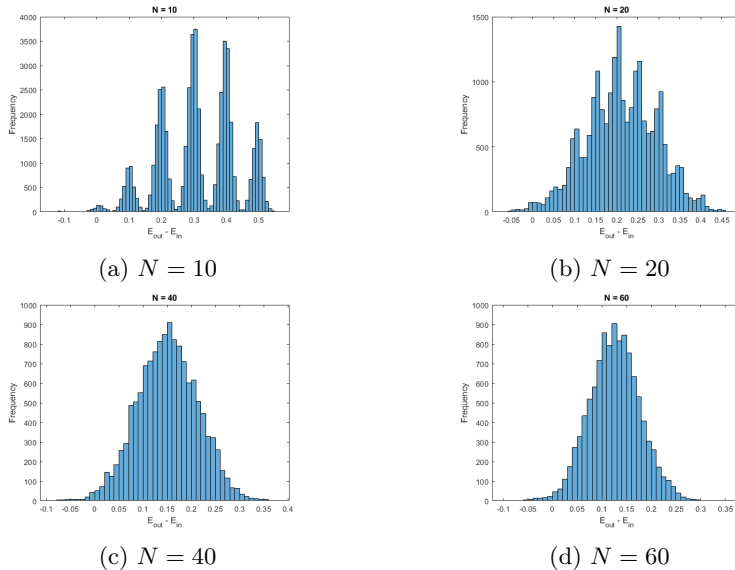 N = 10
4000
3500
3000
2500
2000
1500
1000
500
0
Frequency
-0.1 0 0.1 0.2 0.3 0.4 0.5
E_out - E_in
(a) N = 10
N = 20
1500
1000
500
0
Frequency
-0.05 0 0.05 0.1 0.15 0.2 0.25 0.3 0.35 0.4 0.45
E_out - E_in
(b) N = 20
N = 40
1000
900
800
700
600
500
400
300
200
100
0
Frequency
-0.1 -0.05 0 0.05 0.1 0.15 0.2 0.25 0.3 0.35 0.4
E_out - E_in
(c) N = 40
N = 60
1000
900
800
700
600
500
400
300
200
100
0
Frequency
-0.1 -0.05 0 0.05 0.1 0.15 0.2 0.25 0.3 0.35
E_out - E_in
(d) N = 60